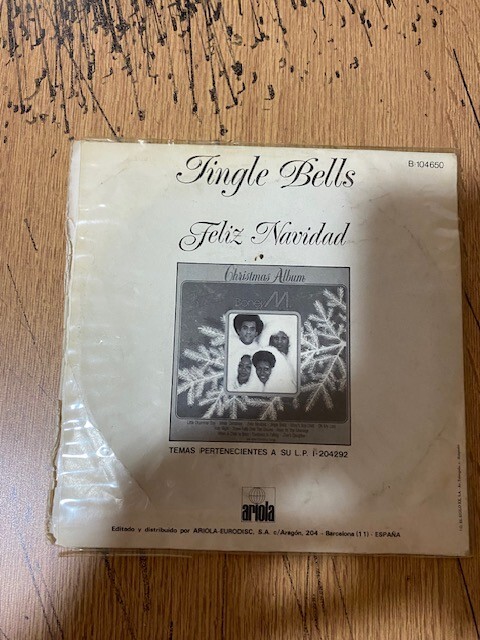 B-104650
Jingle Bells
Feliz Navidad
Christmas Album
Boney M
TEMAS PERTENECIENTES A SU L.P. I-204292
ariola
Editado y distribuido por ARIOLA-EURODISC, S.A. c/Aragón, 204 - Barcelona (11) - ESPAÑA